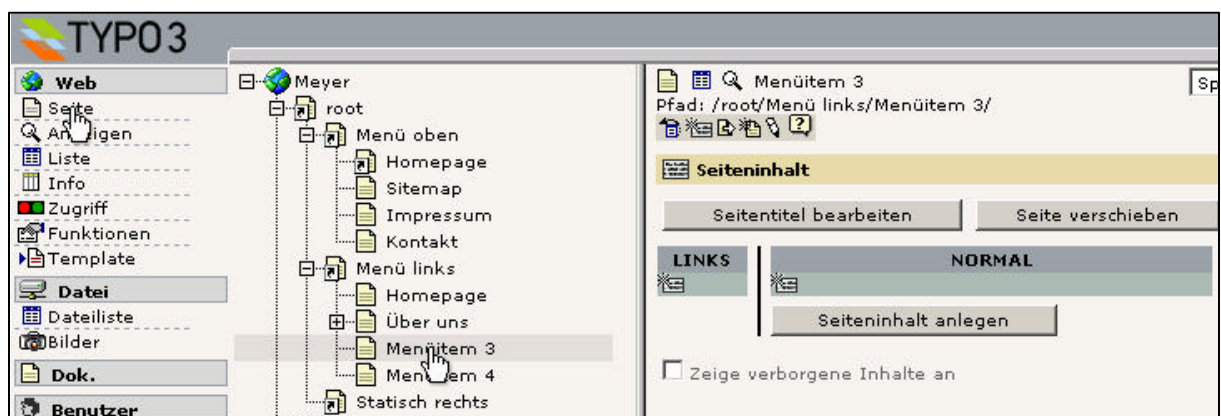 TYPO3
Web
Seite
Anzeigen
Liste
Info
Zugriff
Funktionen
Template
Datei
Dateiliste
Bilder
Dok.
Benutzer
Meyer
root
Menü oben
Homepage
Sitemap
Impressum
Kontakt
Menü links
Homepage
Über uns
Menüitem 3
Menüitem 4
Statisch rechts
Menüitem 3
Sp
Pfad: /root/Menü links/Menüitem 3/
Seiteninhalt
Seitentitel bearbeiten
Seite verschieben
LINKS
NORMAL
Seiteninhalt anlegen
Zeige verborgene Inhalte an